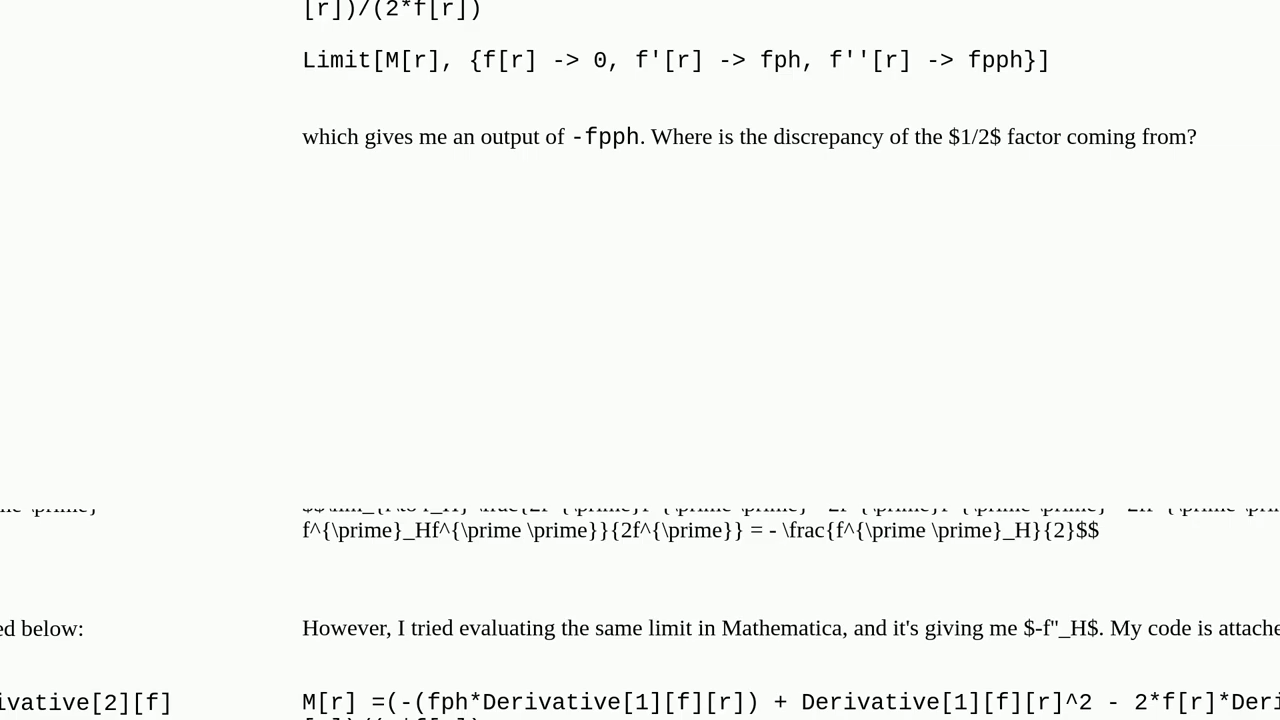 [r])/(2*f[r])
Limit[M[r], {f[r] -> 0, f'[r] -> fph, f''[r] -> fpph}]
which gives me an output of -fpph. Where is the discrepancy of the $1/2$ factor coming from?
f^{\prime}_Hf^{\prime \prime}}{2f^{\prime}} = - \frac{f^{\prime \prime}_H}{2}$$
ed below:
However, I tried evaluating the same limit in Mathematica, and it's giving me $-f''_H$. My code is attache
ivative[2][f]
M[r] =(-(fph*Derivative[1][f][r]) + Derivative[1][f][r]^2 - 2*f[r]*Deri